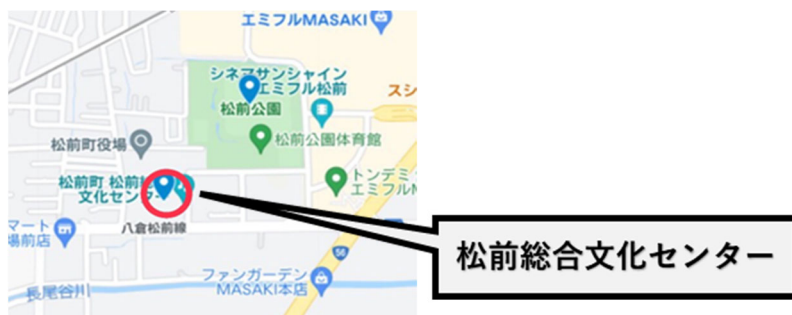 エミフルMASAKI
シネマサンシャイン
エミフル松前
スシ
松前公園
松前公園体育館
松前町役場
トンデミ
エミフルM
松前町 松前総
文化センター
マート
場前店
八倉松前線
56
ファンガーデン
MASAKI本店
長尾谷川
松前総合文化センター